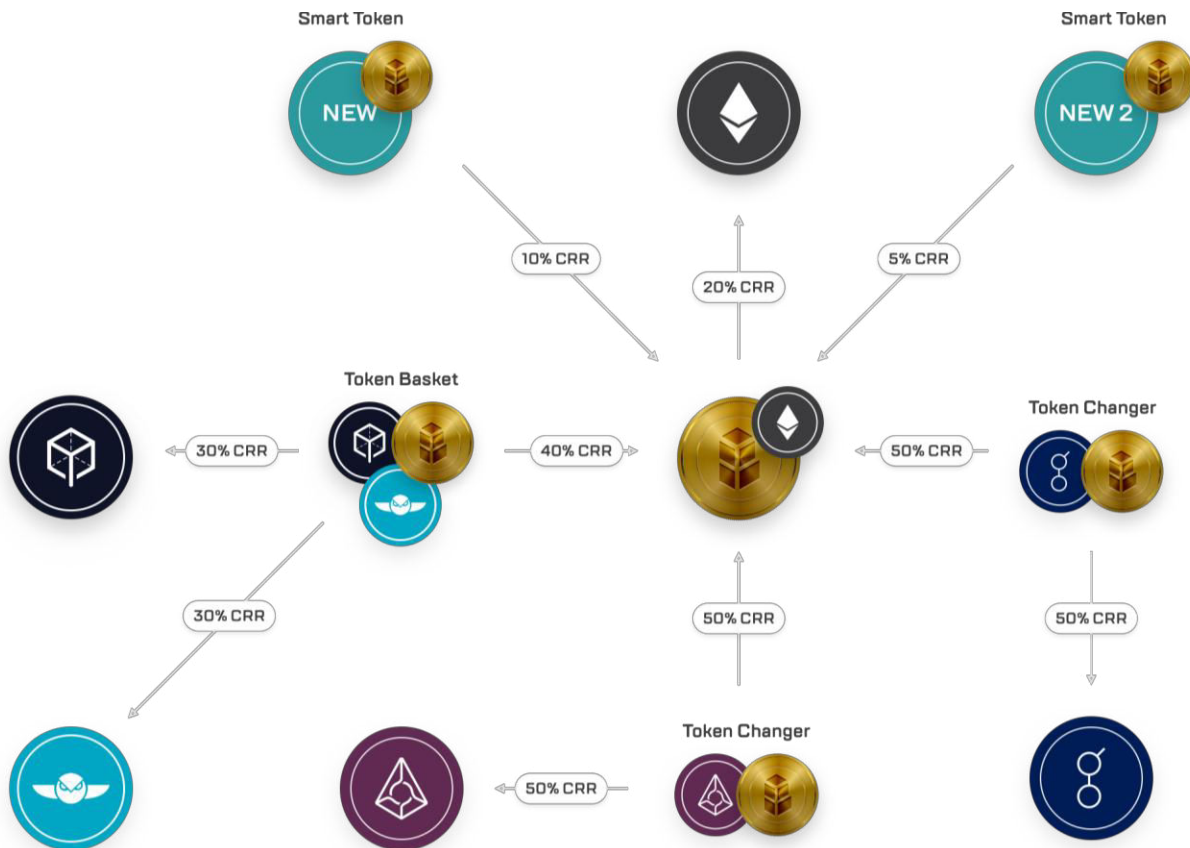 Smart Token
Smart Token
NEW
NEW 2
10% CRR
5% CRR
20% CRR
Token Basket
Token Changer
30% CRR
40% CRR
50% CRR
30% CRR
50% CRR
50% CRR
Token Changer
50% CRR